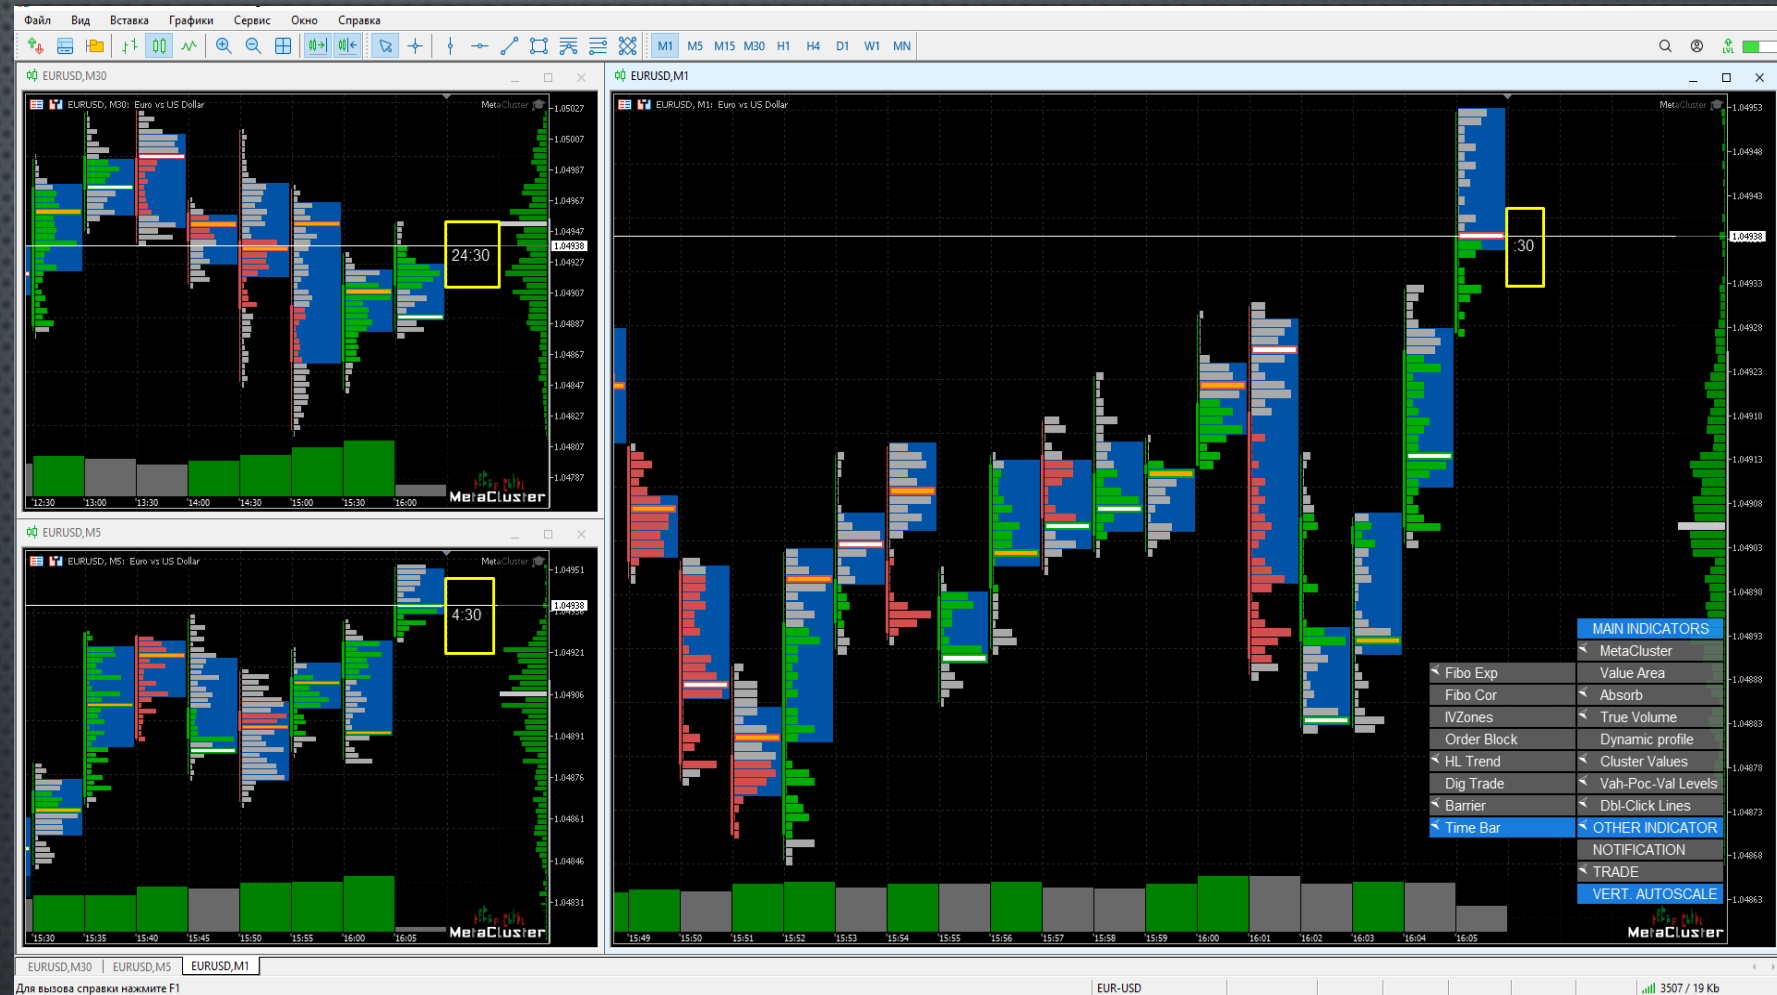 Файл Вид Вставка Графики Сервис Окно Справка
M1 M5 M15 M30 H1 H4 D1 W1 MN
LVL
EURUSD,M30
EURUSD, M30: Euro vs US Dollar
MetaCluster
1.05027
1.05007
1.04987
1.04967
1.04947
1.04938
1.04927
1.04907
1.04887
1.04867
1.04847
1.04827
1.04807
1.04787
24:30
MetaCluster
12:30 13:00 13:30 14:00 14:30 15:00 15:30 16:00
EURUSD,M5
EURUSD, M5: Euro vs US Dollar
MetaCluster
1.04951
1.04938
1.04936
1.04921
1.04906
1.04891
1.04876
1.04861
1.04846
1.04831
4:30
MetaCluster
15:30 15:35 15:40 15:45 15:50 15:55 16:00 16:05
EURUSD,M1
EURUSD, M1: Euro vs US Dollar
MetaCluster
1.04953
1.04948
1.04943
1.04938
1.04933
1.04928
1.04923
1.04918
1.04913
1.04908
1.04903
1.04898
1.04893
1.04888
1.04883
1.04878
1.04873
1.04868
1.04863
:30
MAIN INDICATORS
MetaCluster
Fibo Exp Value Area
Fibo Cor Absorb
IVZones True Volume
Order Block Dynamic profile
HL Trend Cluster Values
Dig Trade Vah-Poc-Val Levels
Barrier Dbl-Click Lines
Time Bar OTHER INDICATOR
NOTIFICATION
TRADE
VERT. AUTOSCALE
MetaCluster
15:49 15:50 15:51 15:52 15:53 15:54 15:55 15:56 15:57 15:58 15:59 16:00 16:01 16:02 16:03 16:04 16:05
EURUSD,M30 EURUSD,M5 EURUSD,M1
Для вызова справки нажмите F1
EUR-USD
3507 / 19 Kb